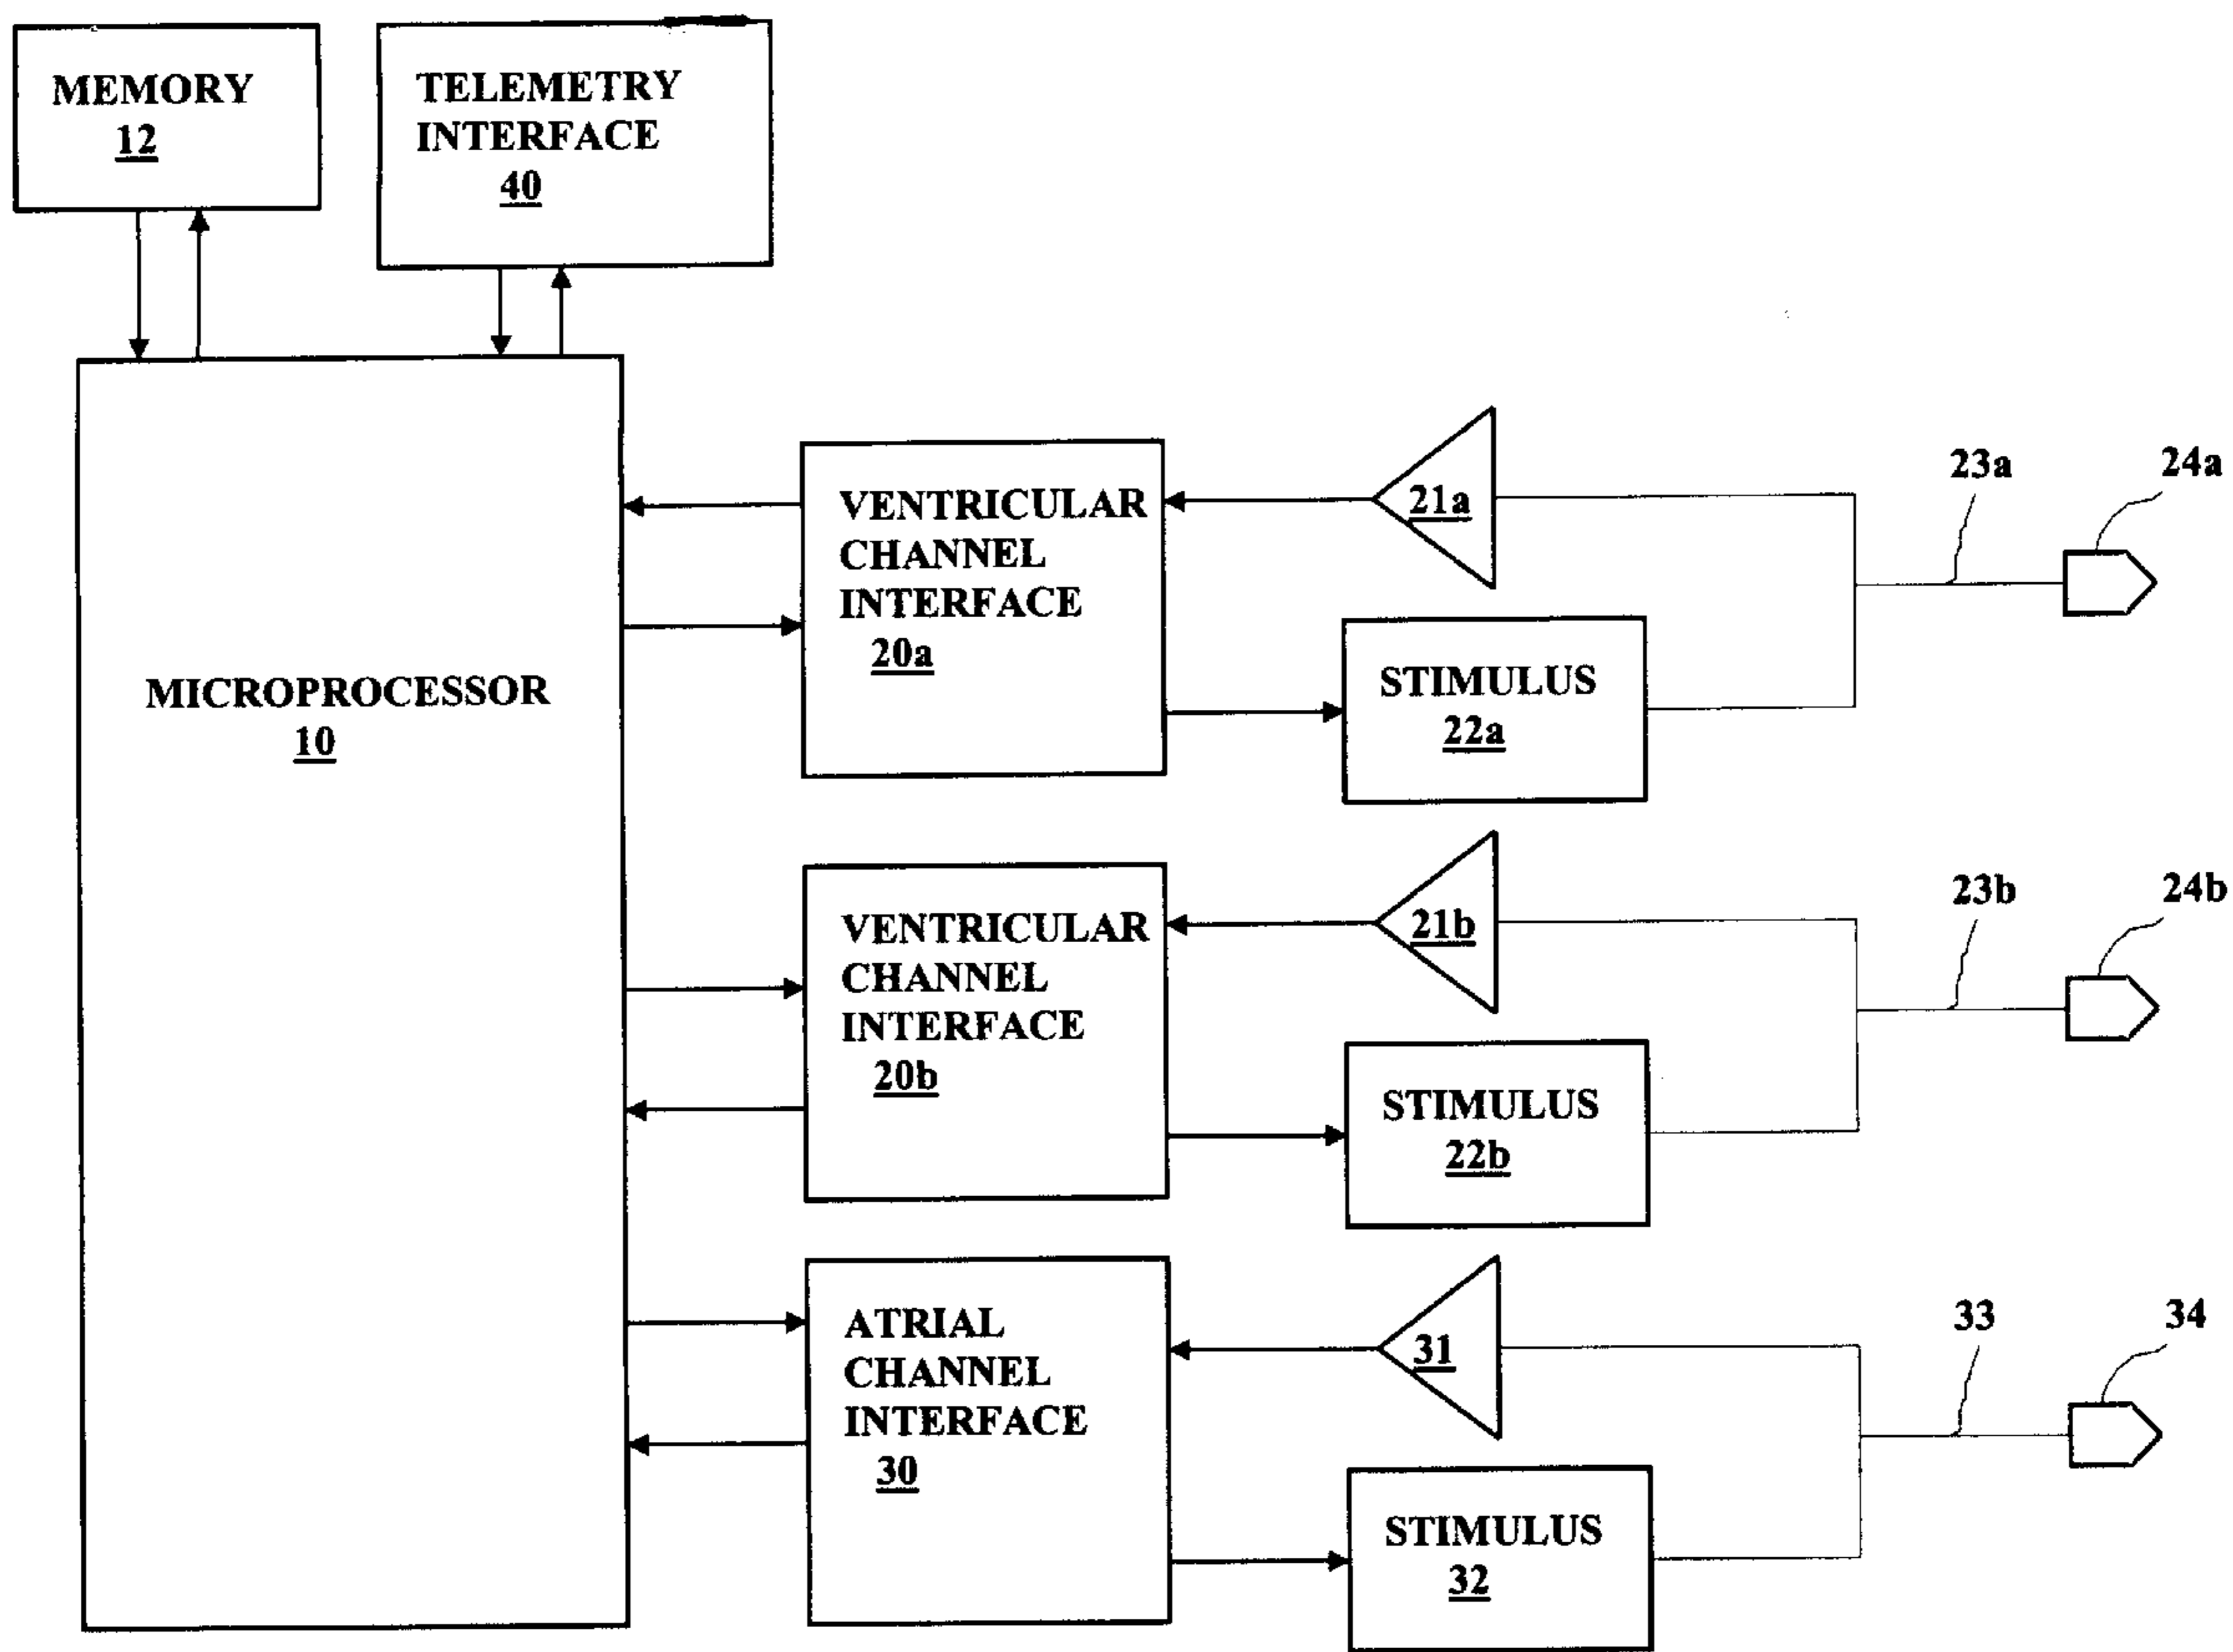 MEMORY
12
TELEMETRY
INTERFACE
40
MICROPROCESSOR
10
VENTRICULAR
CHANNEL
INTERFACE
20a
21a
STIMULUS
22a
23a
24a
VENTRICULAR
CHANNEL
INTERFACE
20b
21b
STIMULUS
22b
23b
24b
ATRIAL
CHANNEL
INTERFACE
30
31
STIMULUS
32
33
34